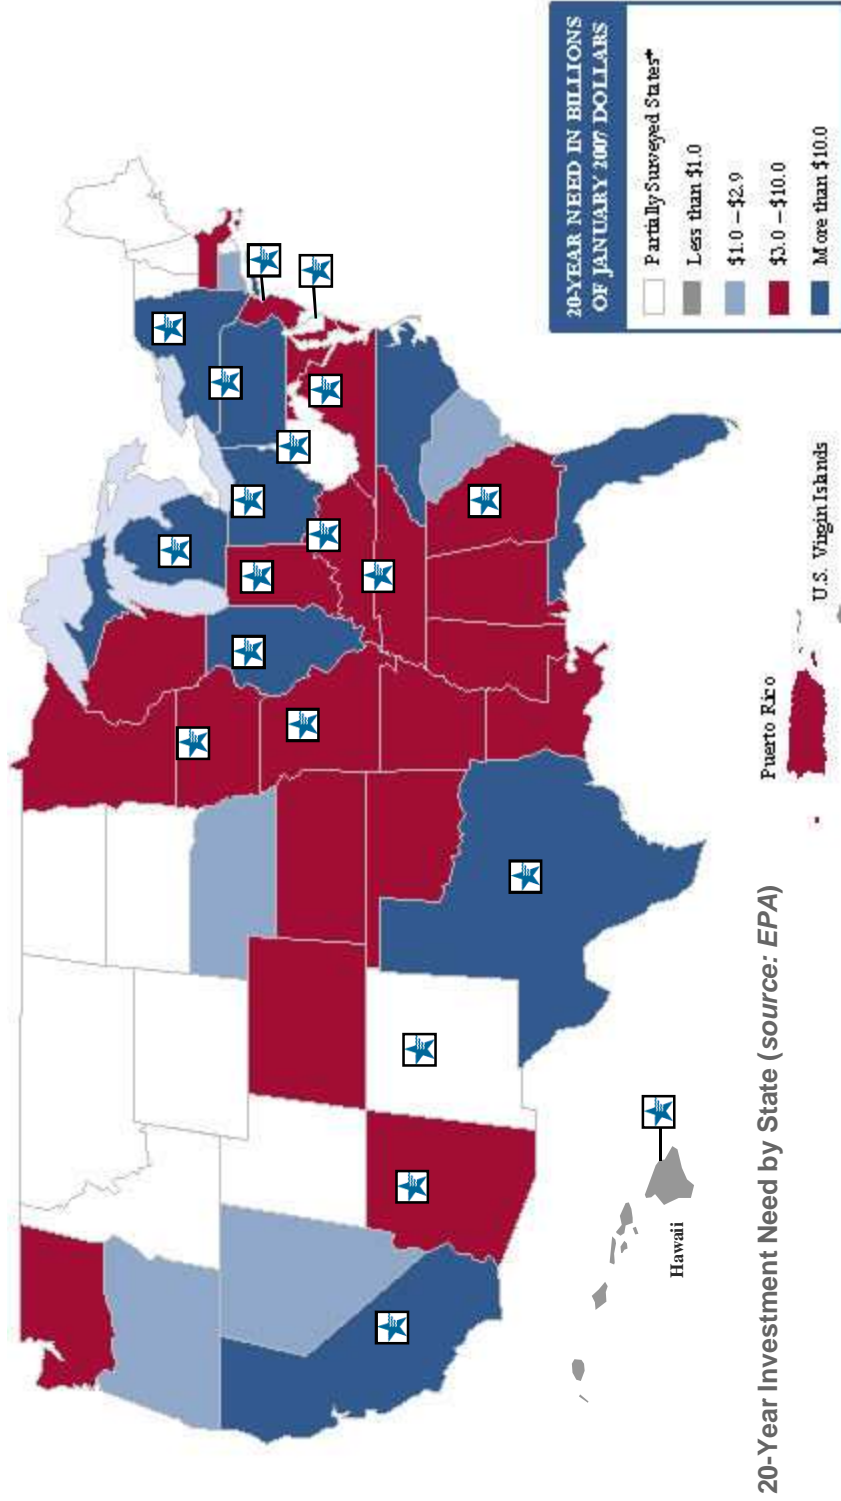 20-YEAR NEED IN BILLIONS
OF JANUARY 2007 DOLLARS
Partially Surveyed States*
Less than $1.0
$1.0 – $2.9
$3.0 – $10.0
More than $10.0
Hawaii
Puerto Rico
U.S. Virgin Islands
20-Year Investment Need by State (source: EPA)